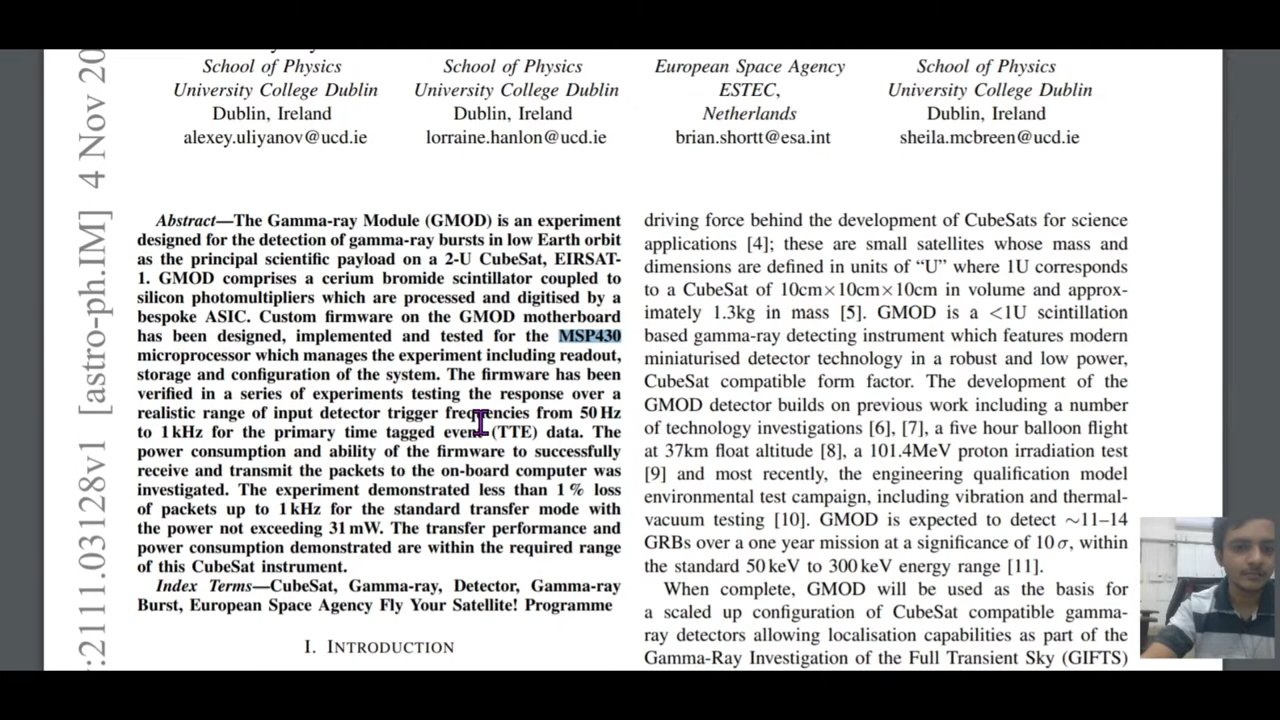 School of Physics
University College Dublin
Dublin, Ireland
alexey.uliyanov@ucd.ie
School of Physics
University College Dublin
Dublin, Ireland
lorraine.hanlon@ucd.ie
European Space Agency
ESTEC,
Netherlands
brian.shortt@esa.int
School of Physics
University College Dublin
Dublin, Ireland
sheila.mcbreen@ucd.ie
:2111.03128v1 [astro-ph.IM] 4 Nov 20
Abstract—The Gamma-ray Module (GMOD) is an experiment
designed for the detection of gamma-ray bursts in low Earth orbit
as the principal scientific payload on a 2-U CubeSat, EIRSAT-
1. GMOD comprises a cerium bromide scintillator coupled to
silicon photomultipliers which are processed and digitised by a
bespoke ASIC. Custom firmware on the GMOD motherboard
has been designed, implemented and tested for the MSP430
microprocessor which manages the experiment including readout,
storage and configuration of the system. The firmware has been
verified in a series of experiments testing the response over a
realistic range of input detector trigger frequencies from 50 Hz
to 1 kHz for the primary time tagged event (TTE) data. The
power consumption and ability of the firmware to successfully
receive and transmit the packets to the on-board computer was
investigated. The experiment demonstrated less than 1 % loss
of packets up to 1 kHz for the standard transfer mode with
the power not exceeding 31 mW. The transfer performance and
power consumption demonstrated are within the required range
of this CubeSat instrument.
Index Terms—CubeSat, Gamma-ray, Detector, Gamma-ray
Burst, European Space Agency Fly Your Satellite! Programme
I. INTRODUCTION
driving force behind the development of CubeSats for science
applications [4]; these are small satellites whose mass and
dimensions are defined in units of “U” where 1U corresponds
to a CubeSat of 10cm×10cm×10cm in volume and approx-
imately 1.3kg in mass [5]. GMOD is a <1U scintillation
based gamma-ray detecting instrument which features modern
miniaturised detector technology in a robust and low power,
CubeSat compatible form factor. The development of the
GMOD detector builds on previous work including a number
of technology investigations [6], [7], a five hour balloon flight
at 37km float altitude [8], a 101.4MeV proton irradiation test
[9] and most recently, the engineering qualification model
environmental test campaign, including vibration and thermal-
vacuum testing [10]. GMOD is expected to detect ∼11–14
GRBs over a one year mission at a significance of 10 σ, within
the standard 50 keV to 300 keV energy range [11].
When complete, GMOD will be used as the basis for
a scaled up configuration of CubeSat compatible gamma-
ray detectors allowing localisation capabilities as part of the
Gamma-Ray Investigation of the Full Transient Sky (GIFTS)